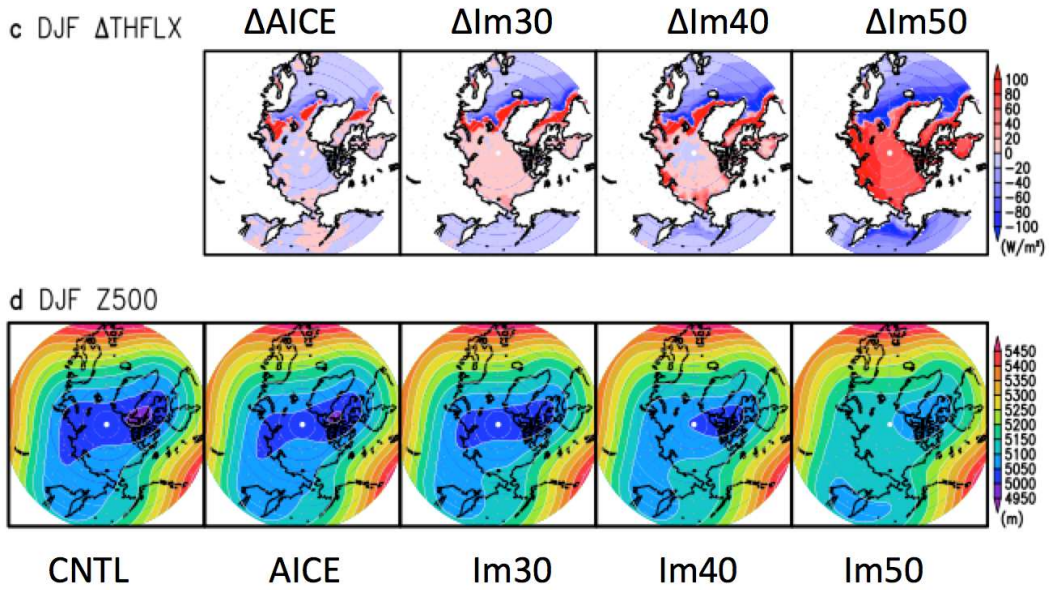 c DJF ΔTHFLX
ΔAICE
ΔIm30
ΔIm40
ΔIm50
100
80
60
40
20
0
−20
−40
−60
−80
−100
(W/m²)
d DJF Z500
5450
5400
5350
5300
5250
5200
5150
5100
5050
5000
4950
(m)
CNTL
AICE
Im30
Im40
Im50